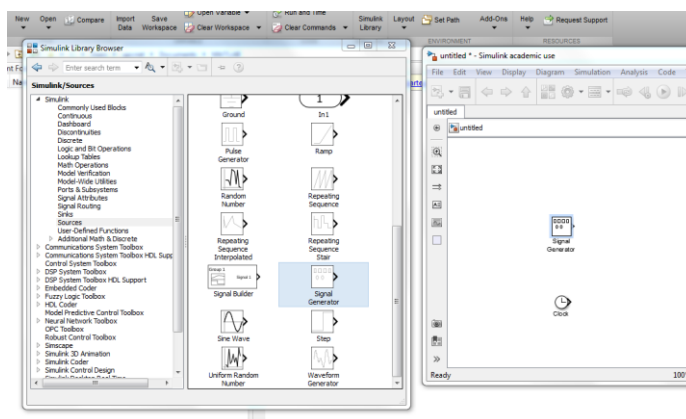 New Open Compare Import Data Save Workspace Open Variable Clear Workspace Run and Time Clear Commands Simulink Library Layout Set Path Add-Ons Help Request Support
ENVIRONMENT RESOURCES
Simulink Library Browser
Enter search term
Simulink/Sources
Simulink
Commonly Used Blocks
Continuous
Dashboard
Discontinuities
Discrete
Logic and Bit Operations
Lookup Tables
Math Operations
Model Verification
Model-Wide Utilities
Ports & Subsystems
Signal Attributes
Signal Routing
Sinks
Sources
User-Defined Functions
Additional Math & Discrete
Communications System Toolbox
Communications System Toolbox HDL Supp
Control System Toolbox
DSP System Toolbox
DSP System Toolbox HDL Support
Embedded Coder
Fuzzy Logic Toolbox
HDL Coder
Model Predictive Control Toolbox
Neural Network Toolbox
OPC Toolbox
Robust Control Toolbox
Simscape
Simulink 3D Animation
Simulink Coder
Simulink Control Design
Ground
1
In1
Pulse
Generator
Ramp
Random
Number
Repeating
Sequence
Repeating
Sequence
Interpolated
Repeating
Sequence
Stair
Group 1
Signal 1
Signal Builder
Signal
Generator
Sine Wave
Step
Uniform Random
Number
Waveform
Generator
untitled * - Simulink academic use
File Edit View Display Diagram Simulation Analysis Code
untitled
untitled
Signal
Generator
Clock
Ready 100%